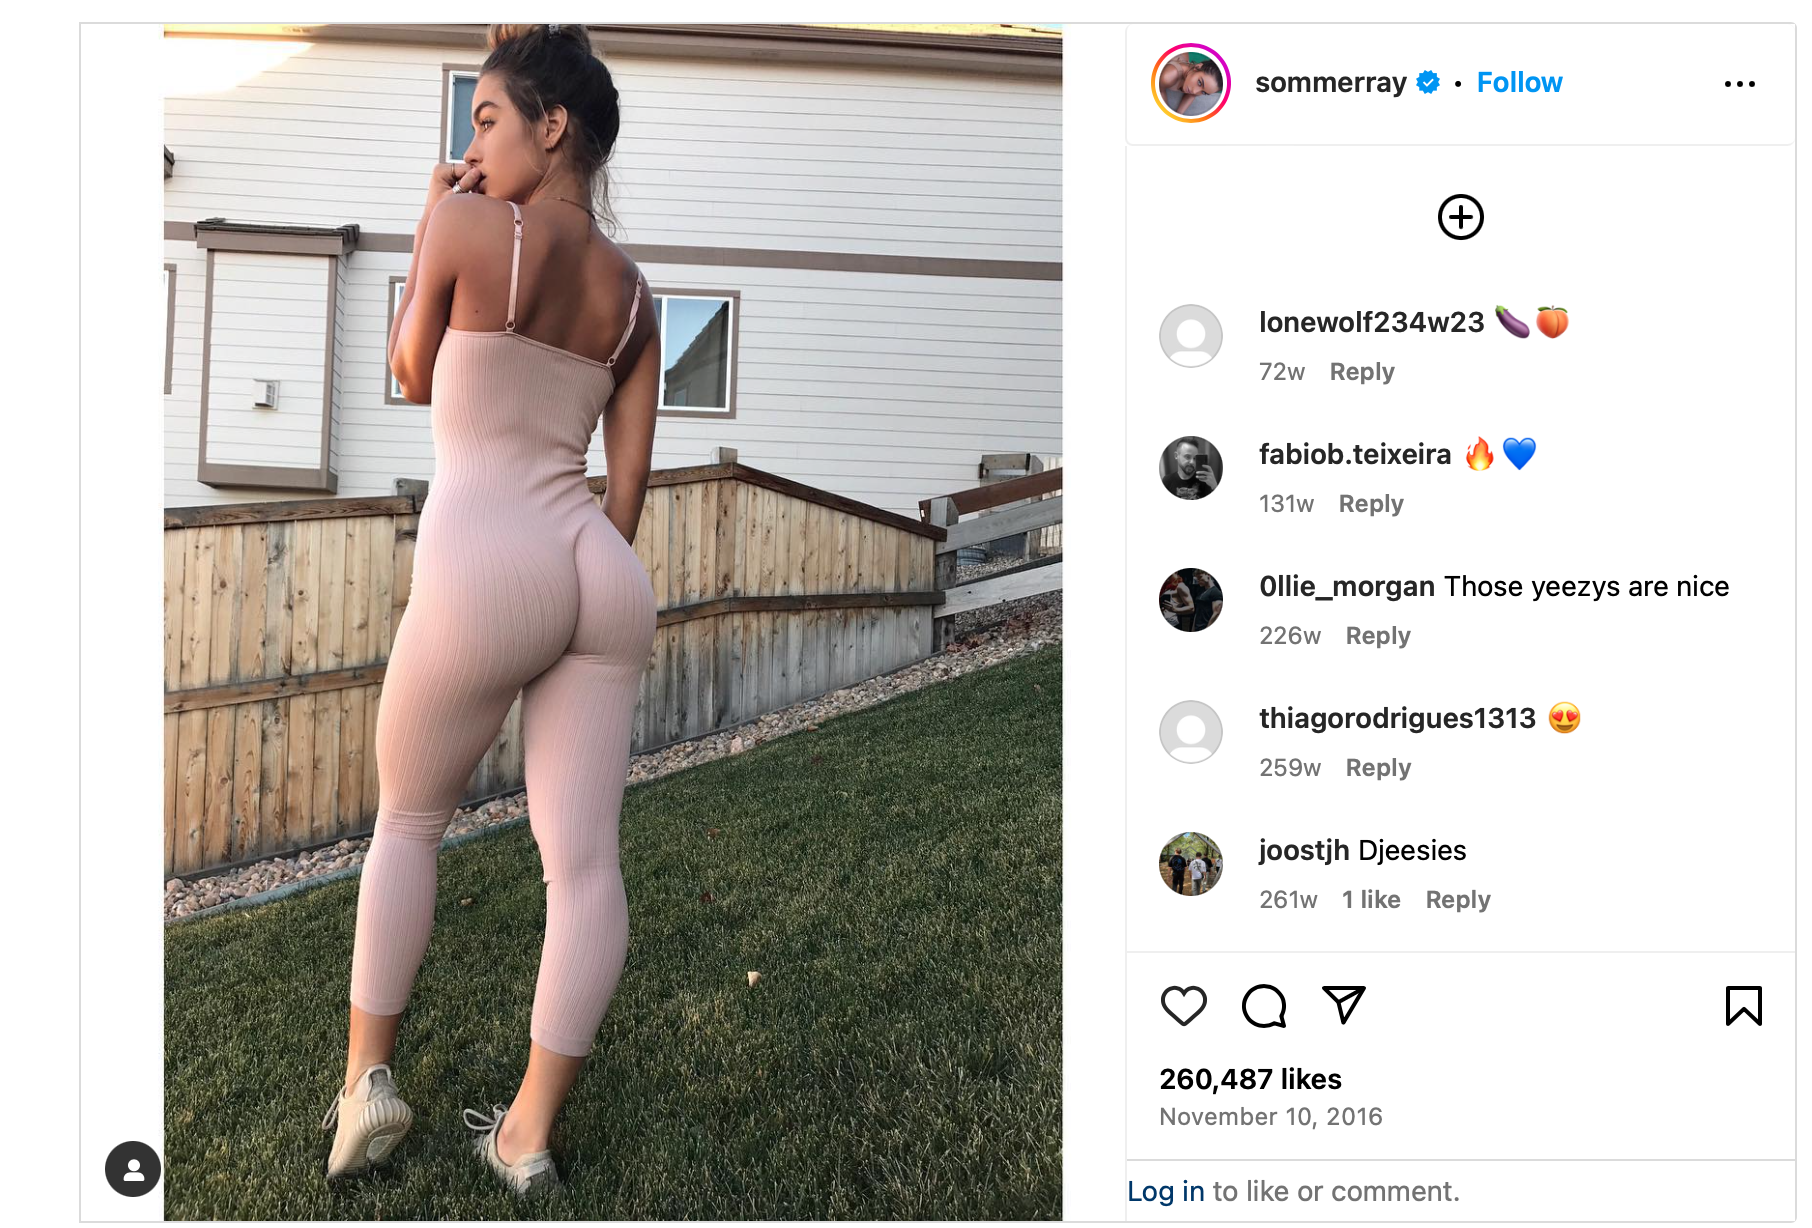 sommerray • Follow
lonewolf234w23 🍆🍑
72w Reply
fabiob.teixeira 🔥💙
131w Reply
0llie_morgan Those yeezys are nice
226w Reply
thiagorodrigues1313 😍
259w Reply
joostjh Djeesies
261w 1 like Reply
260,487 likes
November 10, 2016
Log in to like or comment.